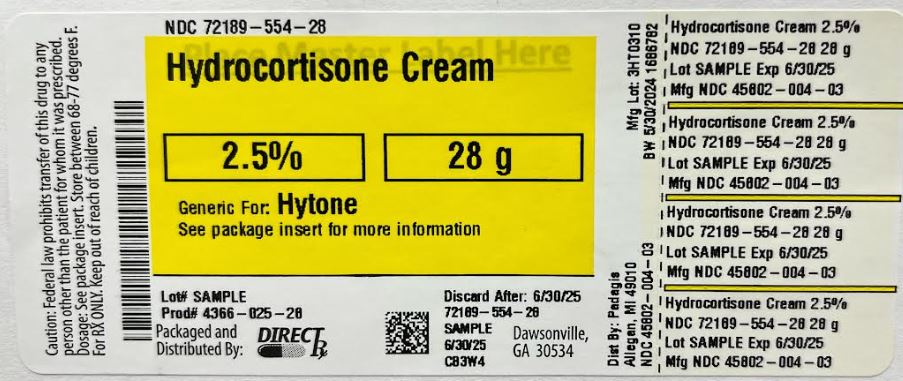 Caution: Federal law prohibits transfer of this drug to any
person other than the patient for whom it was prescribed.
Dosage: See package insert. Store between 68-77 degrees F.
For RX ONLY. Keep out of reach of children.
NDC 72189-554-28
Place Master Label Here
Hydrocortisone Cream
2.5%
28 g
Generic For: Hytone
See package insert for more information
Lot# SAMPLE
Prod# 4366-025-28
Packaged and
Distributed By:
DIRECT Rx
Discard After: 6/30/25
72189-554-28
SAMPLE
6/30/25
CB3W4
Dawsonville,
GA 30534
Mfg Lot: 3HT0310
BW 5/30/2024 1686782
Dist By: Padagis
Allegan, MI 49010
NDC 45802-004-03
Hydrocortisone Cream 2.5%
NDC 72189-554-28 28 g
Lot SAMPLE Exp 6/30/25
Mfg NDC 45802-004-03
Hydrocortisone Cream 2.5%
NDC 72189-554-28 28 g
Lot SAMPLE Exp 6/30/25
Mfg NDC 45802-004-03
Hydrocortisone Cream 2.5%
NDC 72189-554-28 28 g
Lot SAMPLE Exp 6/30/25
Mfg NDC 45802-004-03
Hydrocortisone Cream 2.5%
NDC 72189-554-28 28 g
Lot SAMPLE Exp 6/30/25
Mfg NDC 45802-004-03